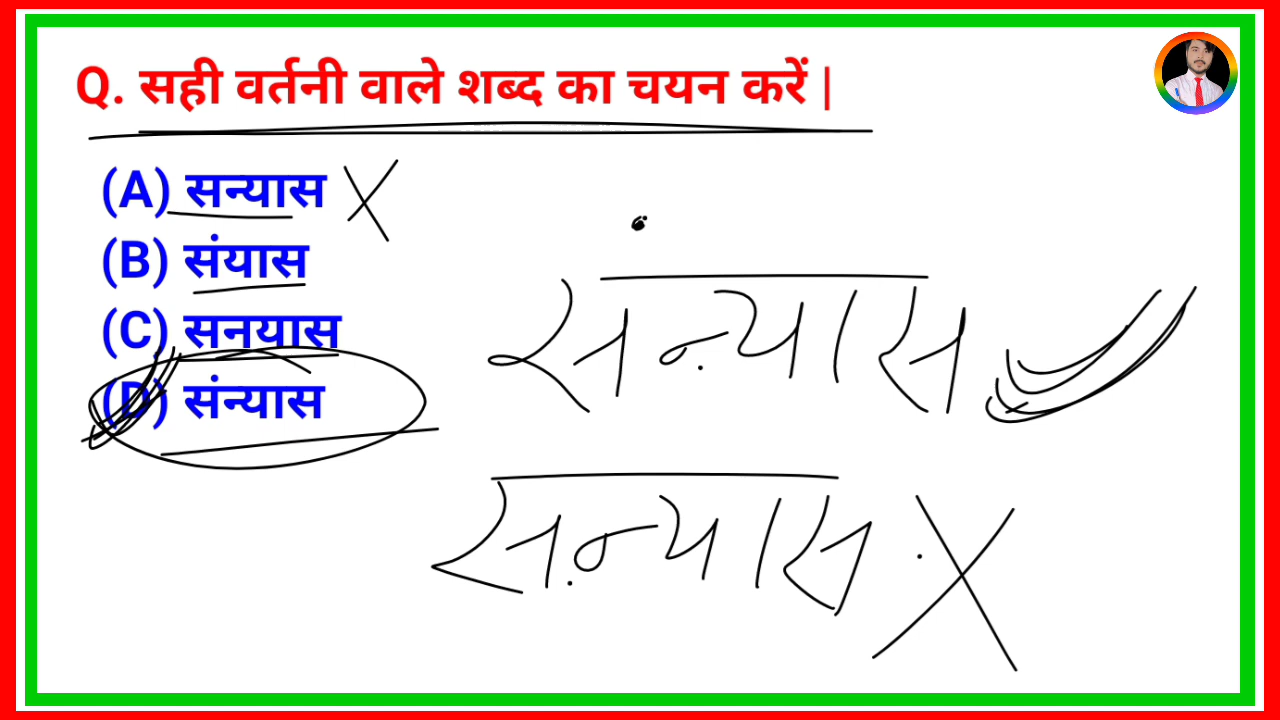 Q. सही वर्तनी वाले शब्द का चयन करें |
(A) सन्यास
(B) संयास
(C) सनयास
(D) संन्यास
संन्यास
सन्यास